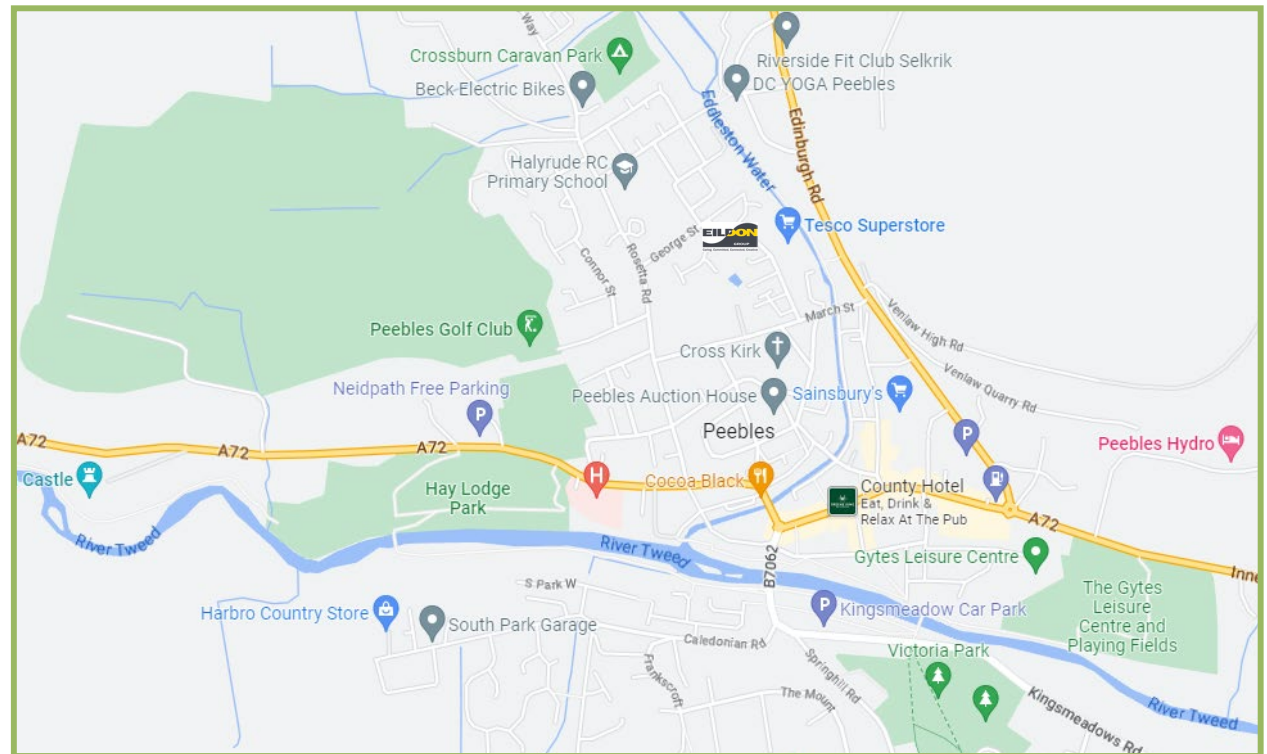 Way
Crossburn Caravan Park
Beck Electric Bikes
Riverside Fit Club Selkrik
DC YOGA Peebles
Eddleston Water
Edinburgh Rd
Halyrude RC
Primary School
Tesco Superstore
EILDON
GROUP
George St
Rosetta Rd
Connor St
March St
Venlaw High Rd
Venlaw Quarry Rd
Peebles Golf Club
Cross Kirk
Neidpath Free Parking
P
Peebles Auction House
Sainsbury's
Peebles
P
Peebles Hydro
A72
A72
A72
Castle
Hay Lodge
Park
H
Cocoa Black
County Hotel
Eat, Drink &
Relax At The Pub
A72
River Tweed
River Tweed
B7062
Gytes Leisure Centre
Inne
S Park W
The Gytes
Leisure
Centre and
Playing Fields
Harbro Country Store
South Park Garage
P
Kingsmeadow Car Park
Caledonian Rd
Victoria Park
Frankscroft
Springhill Rd
The Mount
Kingsmeadows Rd
River Tweed